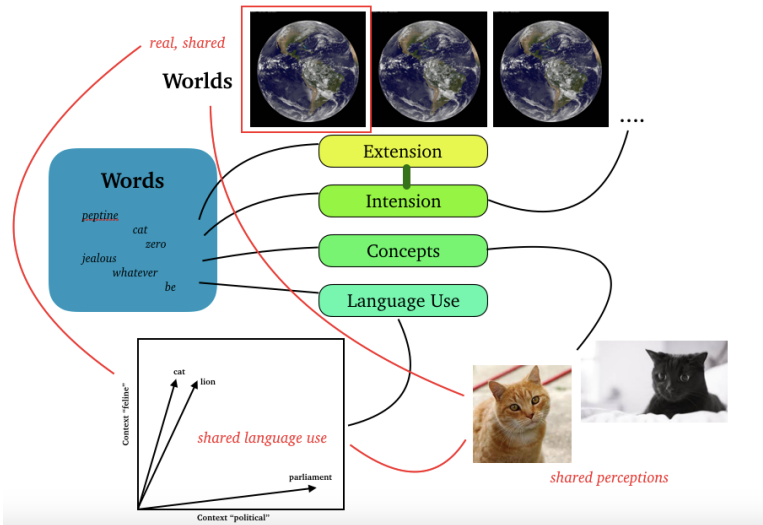 real, shared
Worlds
....
Extension
Words
Intension
peptine
cat
zero
Concepts
jealous
whatever
be
Language Use
cat
lion
Context "feline"
shared language use
parliament
shared perceptions
Context "political"